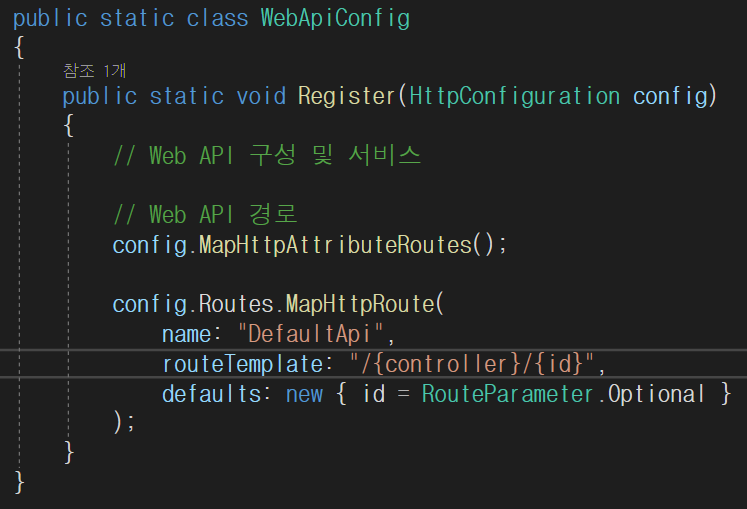 public static class WebApiConfig
{
참조 1개
public static void Register(HttpConfiguration config)
{
// Web API 구성 및 서비스
// Web API 경로
config.MapHttpAttributeRoutes();
config.Routes.MapHttpRoute(
name: "DefaultApi",
routeTemplate: "/{controller}/{id}",
defaults: new { id = RouteParameter.Optional }
);
}
}